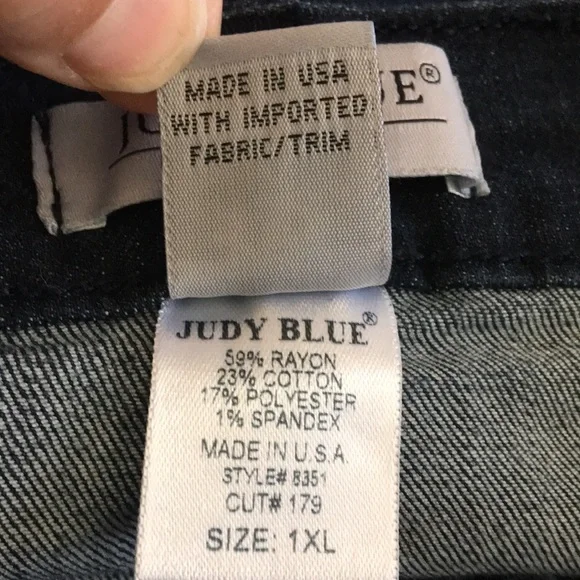 MADE IN USA
WITH IMPORTED
FABRIC/TRIM
UE®
JUDY BLUE®
59% RAYON
23% COTTON
17% POLYESTER
1% SPANDEX
MADE IN U.S.A
STYLE# 8351
CUT# 179
SIZE: 1XL